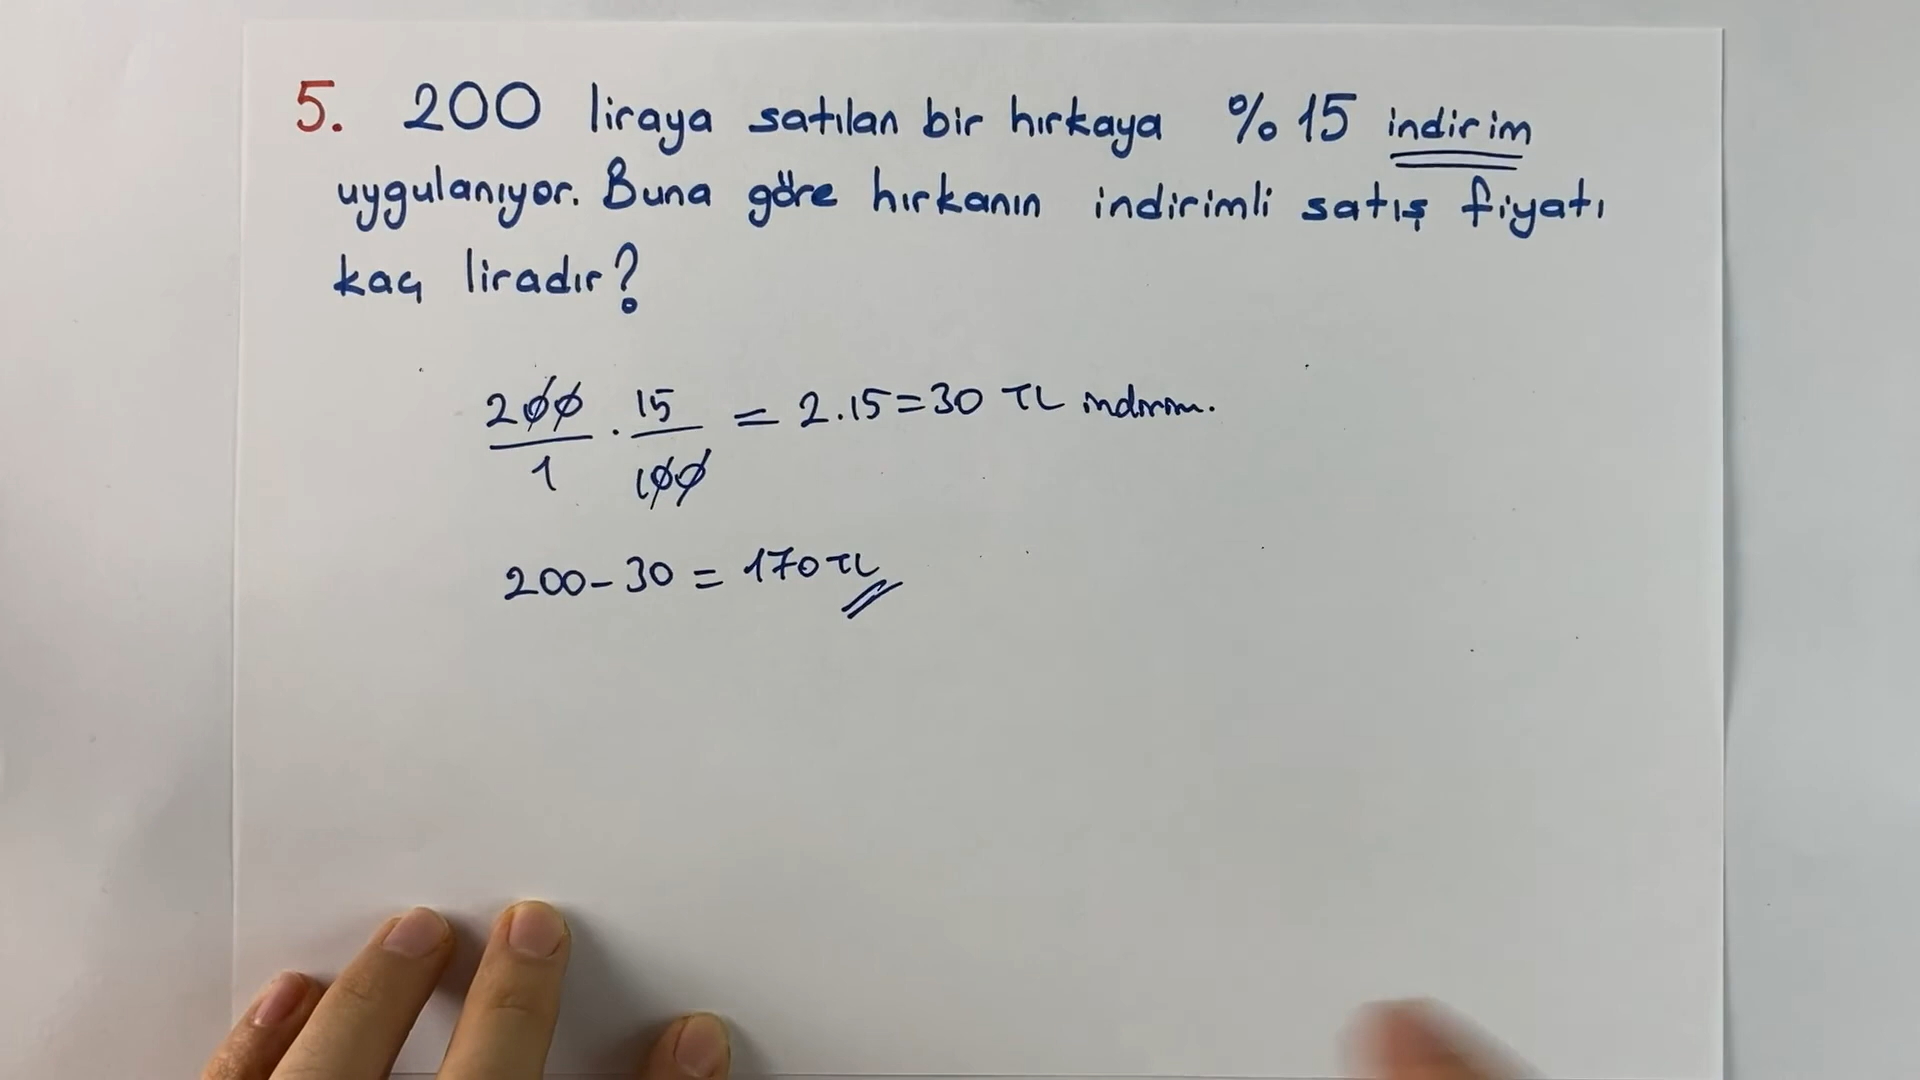 5. 200 liraya satılan bir hırkaya %15 indirim
uygulanıyor. Buna göre hırkanın indirimli satış fiyatı
kaç liradır?
200/1 . 15/100 = 2.15=30 TL indirim.
200-30 = 170 TL